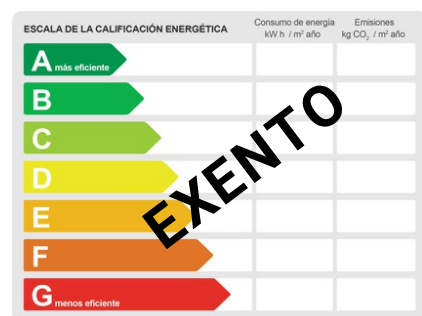 ESCALA DE LA CALIFICACIÓN ENERGÉTICA
Consumo de energía
kW h / m² año
Emisiones
kg CO₂ / m² año
A más eficiente
B
C
D
E
F
G menos eficiente
EXENTO